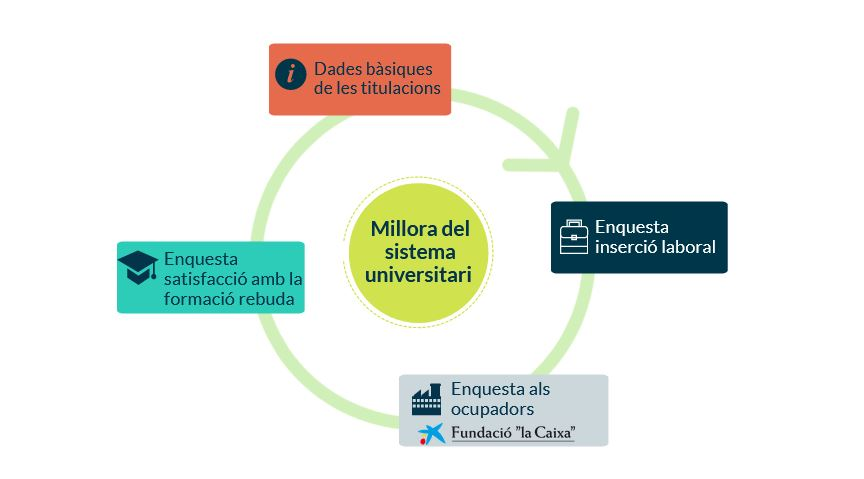 Dades bàsiques
de les titulacions
Enquesta
inserció laboral
Millora del
sistema
universitari
Enquesta
satisfacció amb la
formació rebuda
Enquesta als
ocupadors
Fundació "la Caixa"